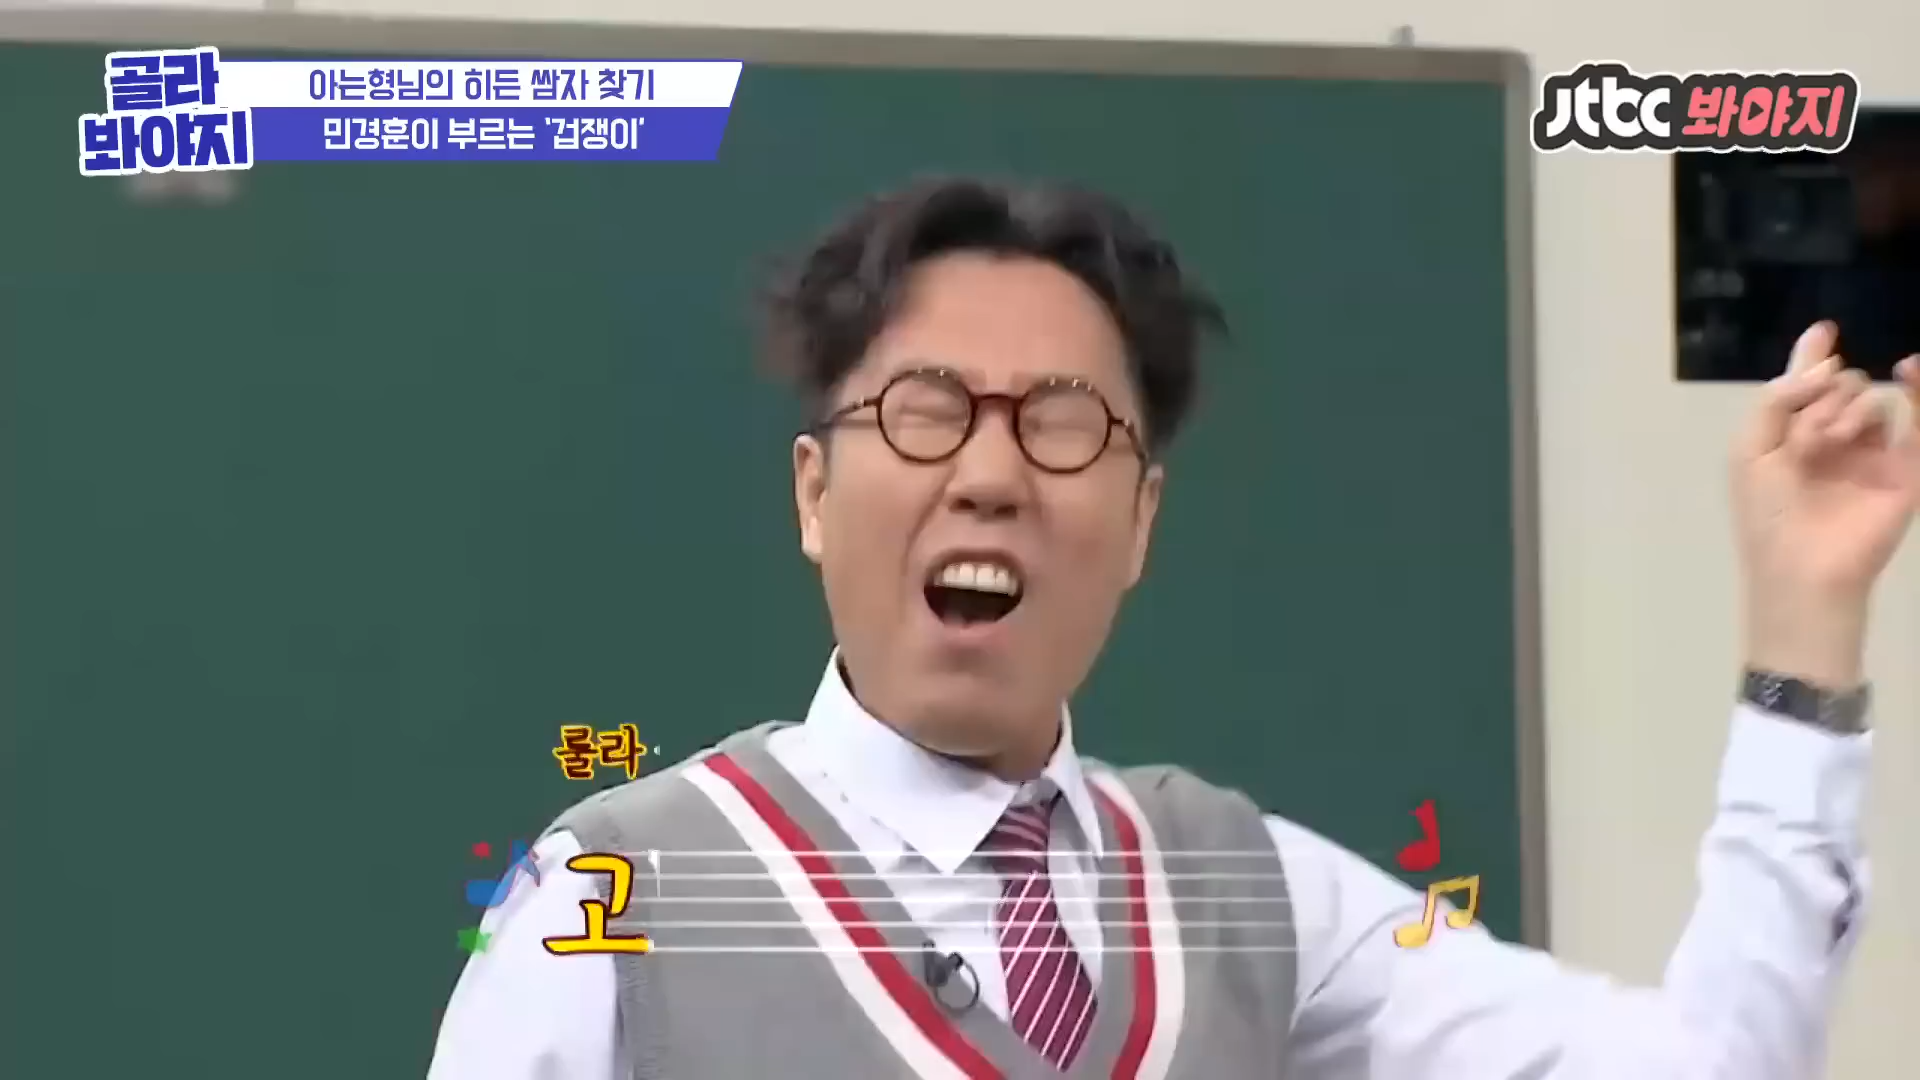 골라
봐야지
아는형님의 히든 쌈자 찾기
민경훈이 부르는 '겁쟁이'
jtbc 봐야지
룰라
고